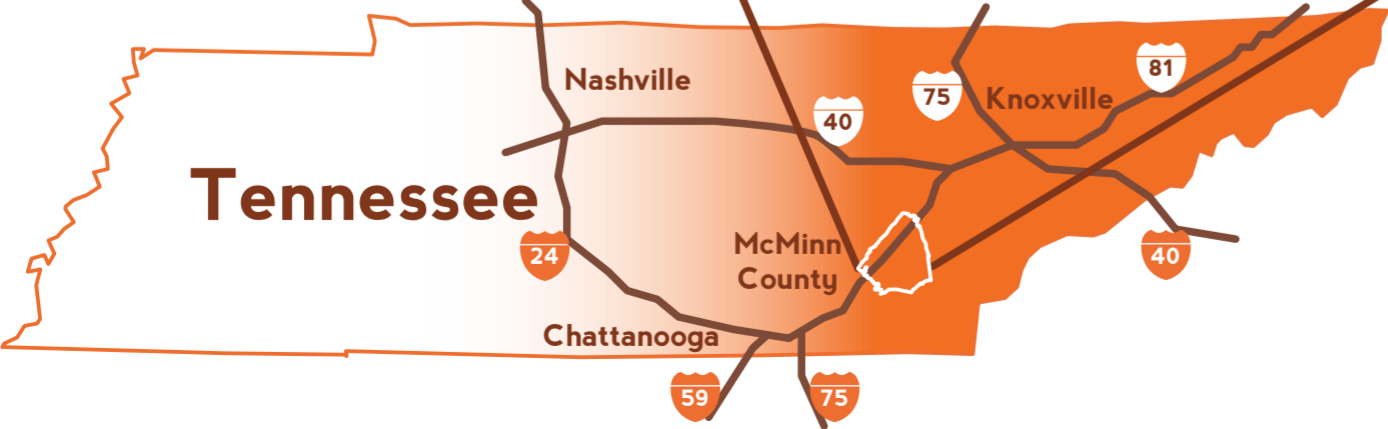 Nashville
40
75
Knoxville
81
Tennessee
24
McMinn
County
40
Chattanooga
59
75